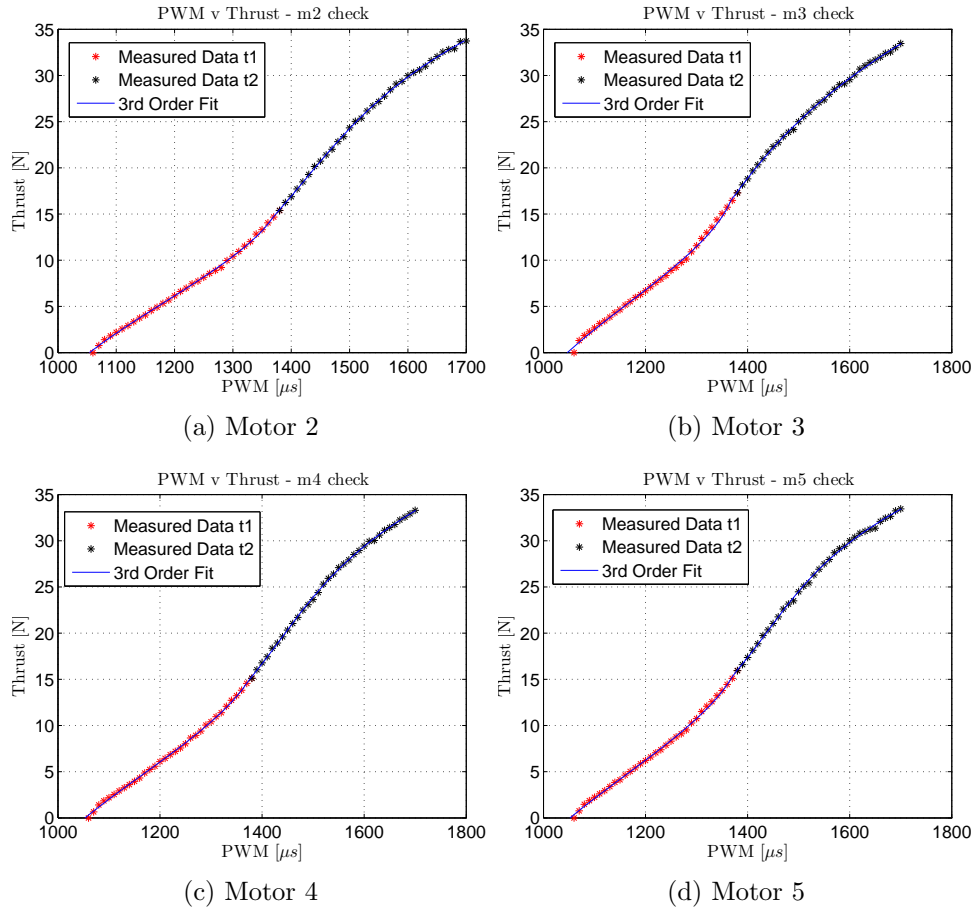 PWM v Thrust - m2 check
35
30
25
20
15
10
5
0
Thrust [N]
Measured Data t1
Measured Data t2
3rd Order Fit
1000 1100 1200 1300 1400 1500 1600 1700
PWM [μs]
(a) Motor 2
PWM v Thrust - m3 check
35
30
25
20
15
10
5
0
Thrust [N]
Measured Data t1
Measured Data t2
3rd Order Fit
1000 1200 1400 1600 1800
PWM [μs]
(b) Motor 3
PWM v Thrust - m4 check
35
30
25
20
15
10
5
0
Thrust [N]
Measured Data t1
Measured Data t2
3rd Order Fit
1000 1200 1400 1600 1800
PWM [μs]
(c) Motor 4
PWM v Thrust - m5 check
35
30
25
20
15
10
5
0
Thrust [N]
Measured Data t1
Measured Data t2
3rd Order Fit
1000 1200 1400 1600 1800
PWM [μs]
(d) Motor 5